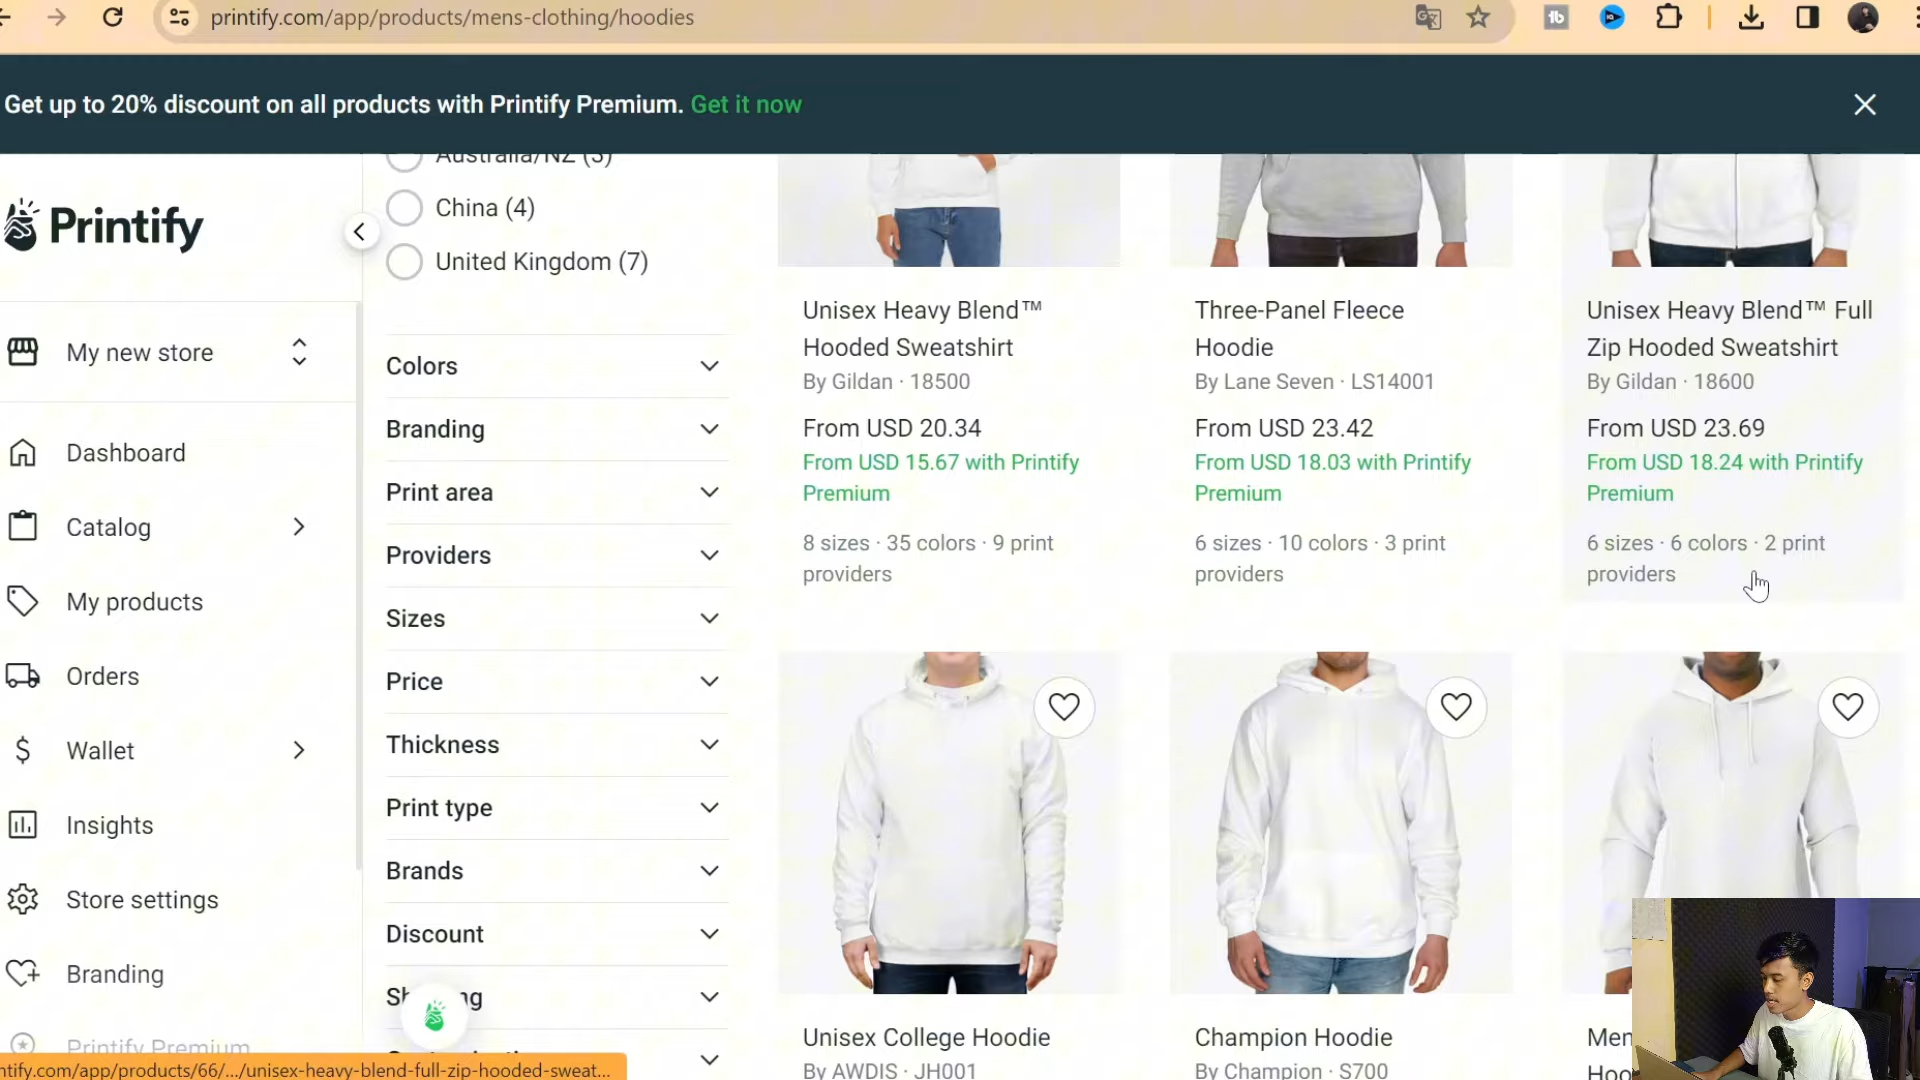 printify.com/app/products/mens-clothing/hoodies
Get up to 20% discount on all products with Printify Premium. Get it now
Printify
My new store
Dashboard
Catalog
My products
Orders
Wallet
Insights
Store settings
Branding
Printify Premium
Australia/NZ (3)
China (4)
United Kingdom (7)
Colors
Branding
Print area
Providers
Sizes
Price
Thickness
Print type
Brands
Discount
Unisex Heavy Blend™
Hooded Sweatshirt
By Gildan · 18500
From USD 20.34
From USD 15.67 with Printify
Premium
8 sizes · 35 colors · 9 print
providers
Three-Panel Fleece
Hoodie
By Lane Seven · LS14001
From USD 23.42
From USD 18.03 with Printify
Premium
6 sizes · 10 colors · 3 print
providers
Unisex Heavy Blend™ Full
Zip Hooded Sweatshirt
By Gildan · 18600
From USD 23.69
From USD 18.24 with Printify
Premium
6 sizes · 6 colors · 2 print
providers
Unisex College Hoodie
By AWDIS · JH001
Champion Hoodie
By Champion · S700
Men
Hoo
ntify.com/app/products/66/.../unisex-heavy-blend-full-zip-hooded-sweat...